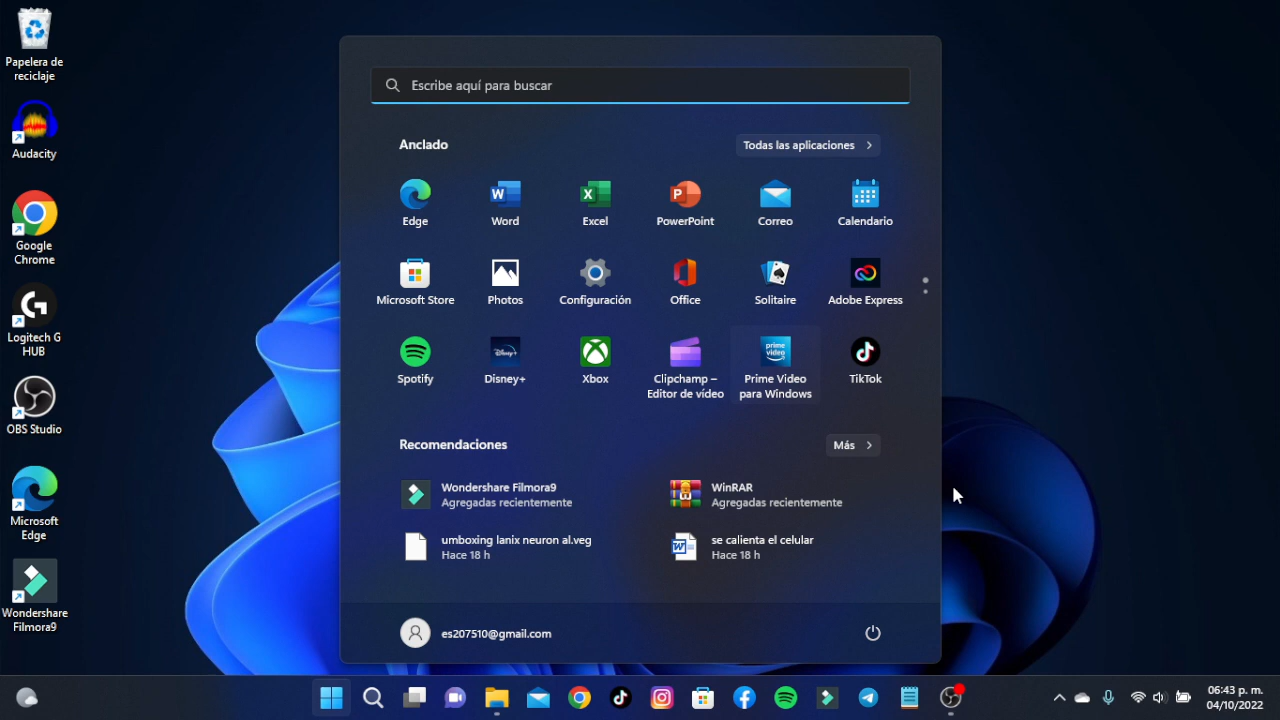 Papelera de
reciclaje
Audacity
Google
Chrome
Logitech G
HUB
OBS Studio
Microsoft
Edge
Wondershare
Filmora9
Escribe aquí para buscar
Anclado
Todas las aplicaciones
Edge
Word
Excel
PowerPoint
Correo
Calendario
Microsoft Store
Photos
Configuración
Office
Solitaire
Adobe Express
Spotify
Disney+
Xbox
Clipchamp –
Editor de vídeo
prime
video
Prime Video
para Windows
TikTok
Recomendaciones
Más
Wondershare Filmora9
Agregadas recientemente
WinRAR
Agregadas recientemente
umboxing lanix neuron al.veg
Hace 18 h
se calienta el celular
Hace 18 h
es207510@gmail.com
06:43 p. m.
04/10/2022